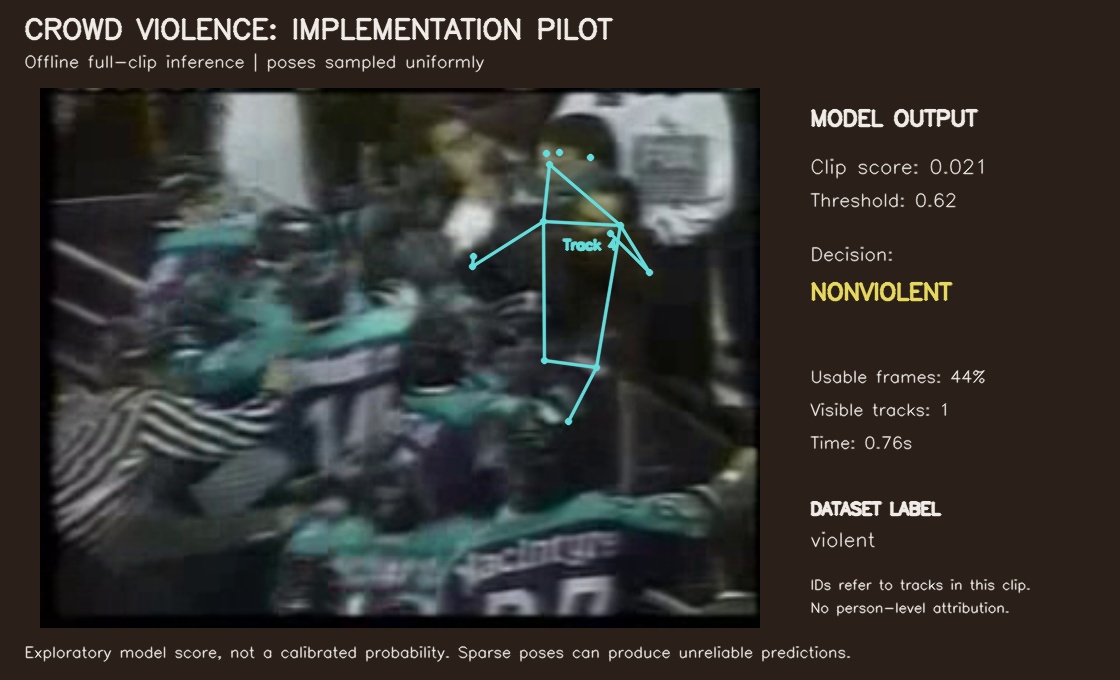 CROWD VIOLENCE: IMPLEMENTATION PILOT
Offline full-clip inference | poses sampled uniformly
MODEL OUTPUT
Clip score: 0.021
Threshold: 0.62
Decision:
NONVIOLENT
Usable frames: 44%
Visible tracks: 1
Time: 0.76s
DATASET LABEL
violent
IDs refer to tracks in this clip.
No person-level attribution.
Track
MacIntyre
Exploratory model score, not a calibrated probability. Sparse poses can produce unreliable predictions.